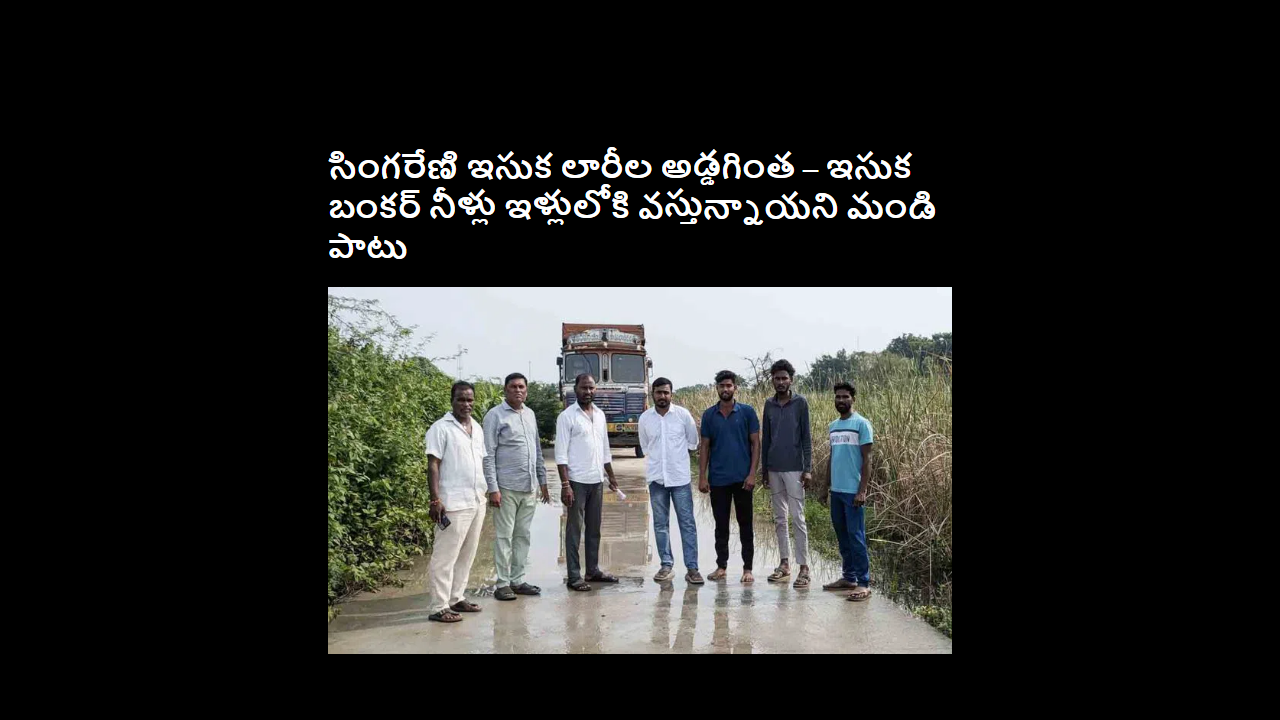 సింగరేణి ఇసుక లారీల అడ్డగింత – ఇసుక
బంకర్ నీళ్లు ఇళ్లులోకి వస్తున్నాయని మండి
పాటు